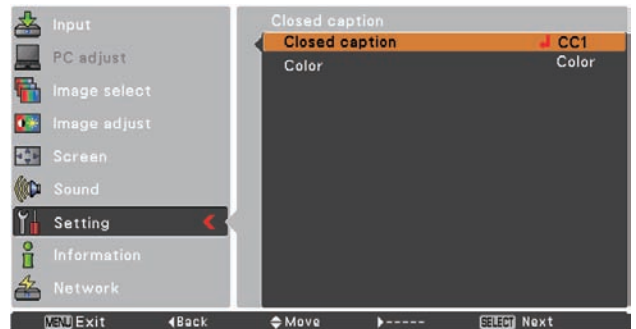 Input
PC adjust
Image select
Image adjust
Screen
Sound
Setting
Information
Network
Closed caption
Closed caption CC1
Color Color
MENU Exit ◀Back Move ▶----- SELECT Next